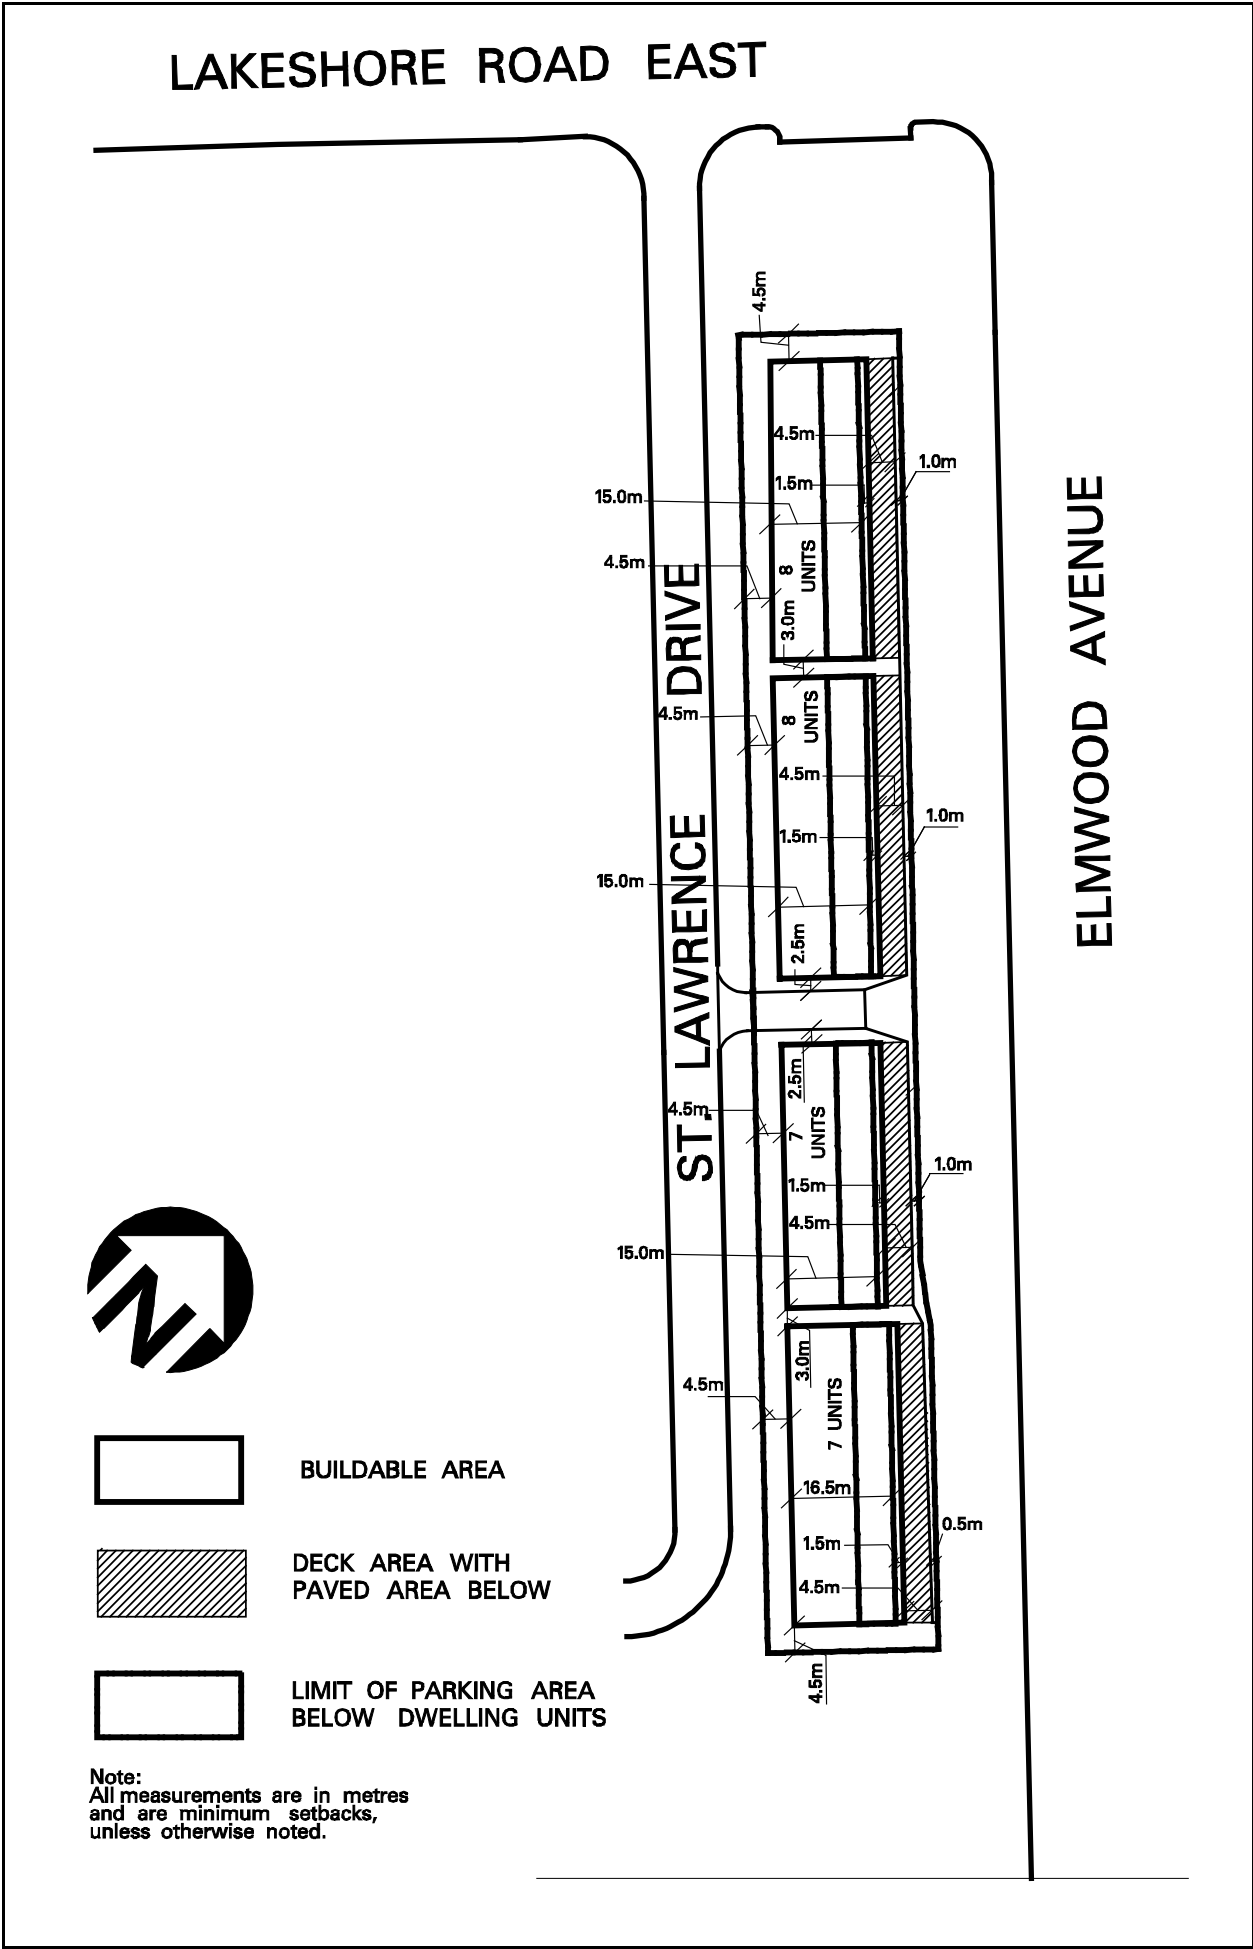 LAKESHORE ROAD EAST
4.5m
4.5m
1.0m
1.5m
15.0m
8
UNITS
4.5m
3.0m
ST. LAWRENCE DRIVE
ELMWOOD AVENUE
4.5m
8
UNITS
4.5m
1.0m
1.5m
15.0m
2.5m
2.5m
4.5m
7
UNITS
1.0m
1.5m
4.5m
15.0m
3.0m
4.5m
7 UNITS
16.5m
0.5m
1.5m
4.5m
4.5m
N
BUILDABLE AREA
DECK AREA WITH
PAVED AREA BELOW
LIMIT OF PARKING AREA
BELOW DWELLING UNITS
Note:
All measurements are in metres
and are minimum setbacks,
unless otherwise noted.